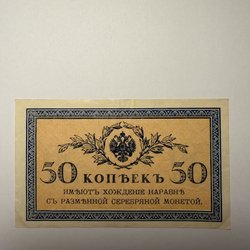 50 КОПѢЕКЪ 50
ИМѢЮТЪ ХОЖДЕНІЕ НАРАВНѢ
СЪ РАЗМѢННОЙ СЕРЕБРЯНОЙ МОНЕТОЙ.